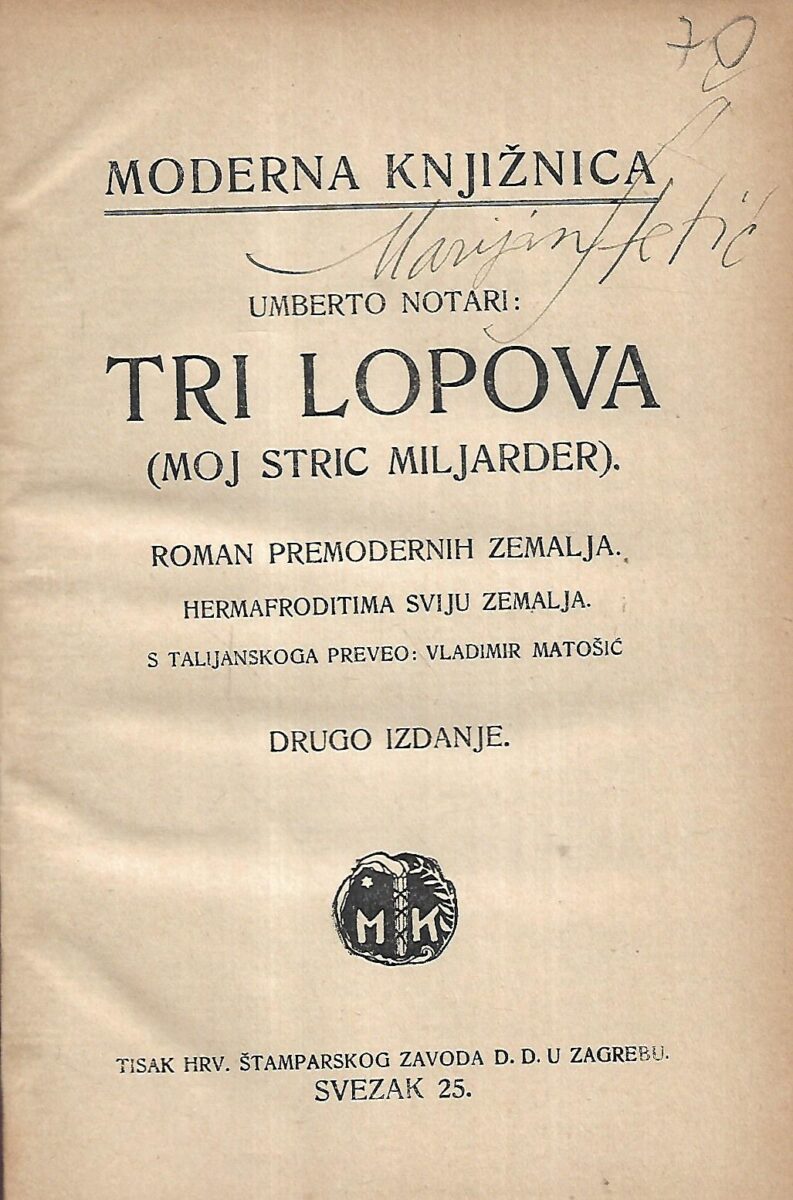 70
MODERNA KNJIŽNICA
Marijan
UMBERTO NOTARI:
TRI LOPOVA
(MOJ STRIC MILJARDER).
ROMAN PREMODERNIH ZEMALJA.
HERMAFRODITIMA SVIJU ZEMALJA.
S TALIJANSKOGA PREVEO: VLADIMIR MATOŠIĆ
DRUGO IZDANJE.
M K
TISAK HRV. ŠTAMPARSKOG ZAVODA D. D. U ZAGREBU.
SVEZAK 25.